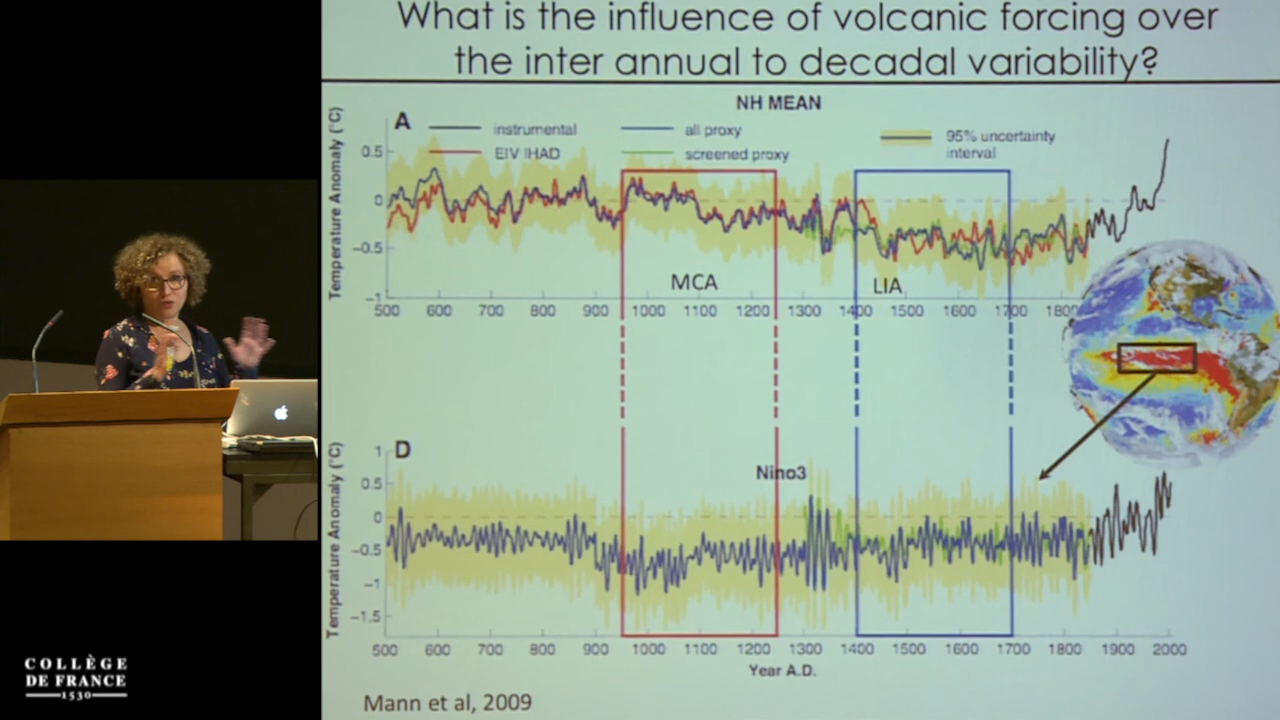 What is the influence of volcanic forcing over
the inter annual to decadal variability?
NH MEAN
A
instrumental
all proxy
95% uncertainty
interval
EIV IHAD
screened proxy
Temperature Anomaly (°C)
0.5
0
−0.5
−1
MCA
LIA
500 600 700 800 900 1000 1100 1200 1300 1400 1500 1600 1700 1800
D
Nino3
Temperature Anomaly (°C)
1
0.5
0
−0.5
−1
−1.5
500 600 700 800 900 1000 1100 1200 1300 1400 1500 1600 1700 1800 1900 2000
Year A.D.
Mann et al, 2009
COLLÈGE
DE FRANCE
1530